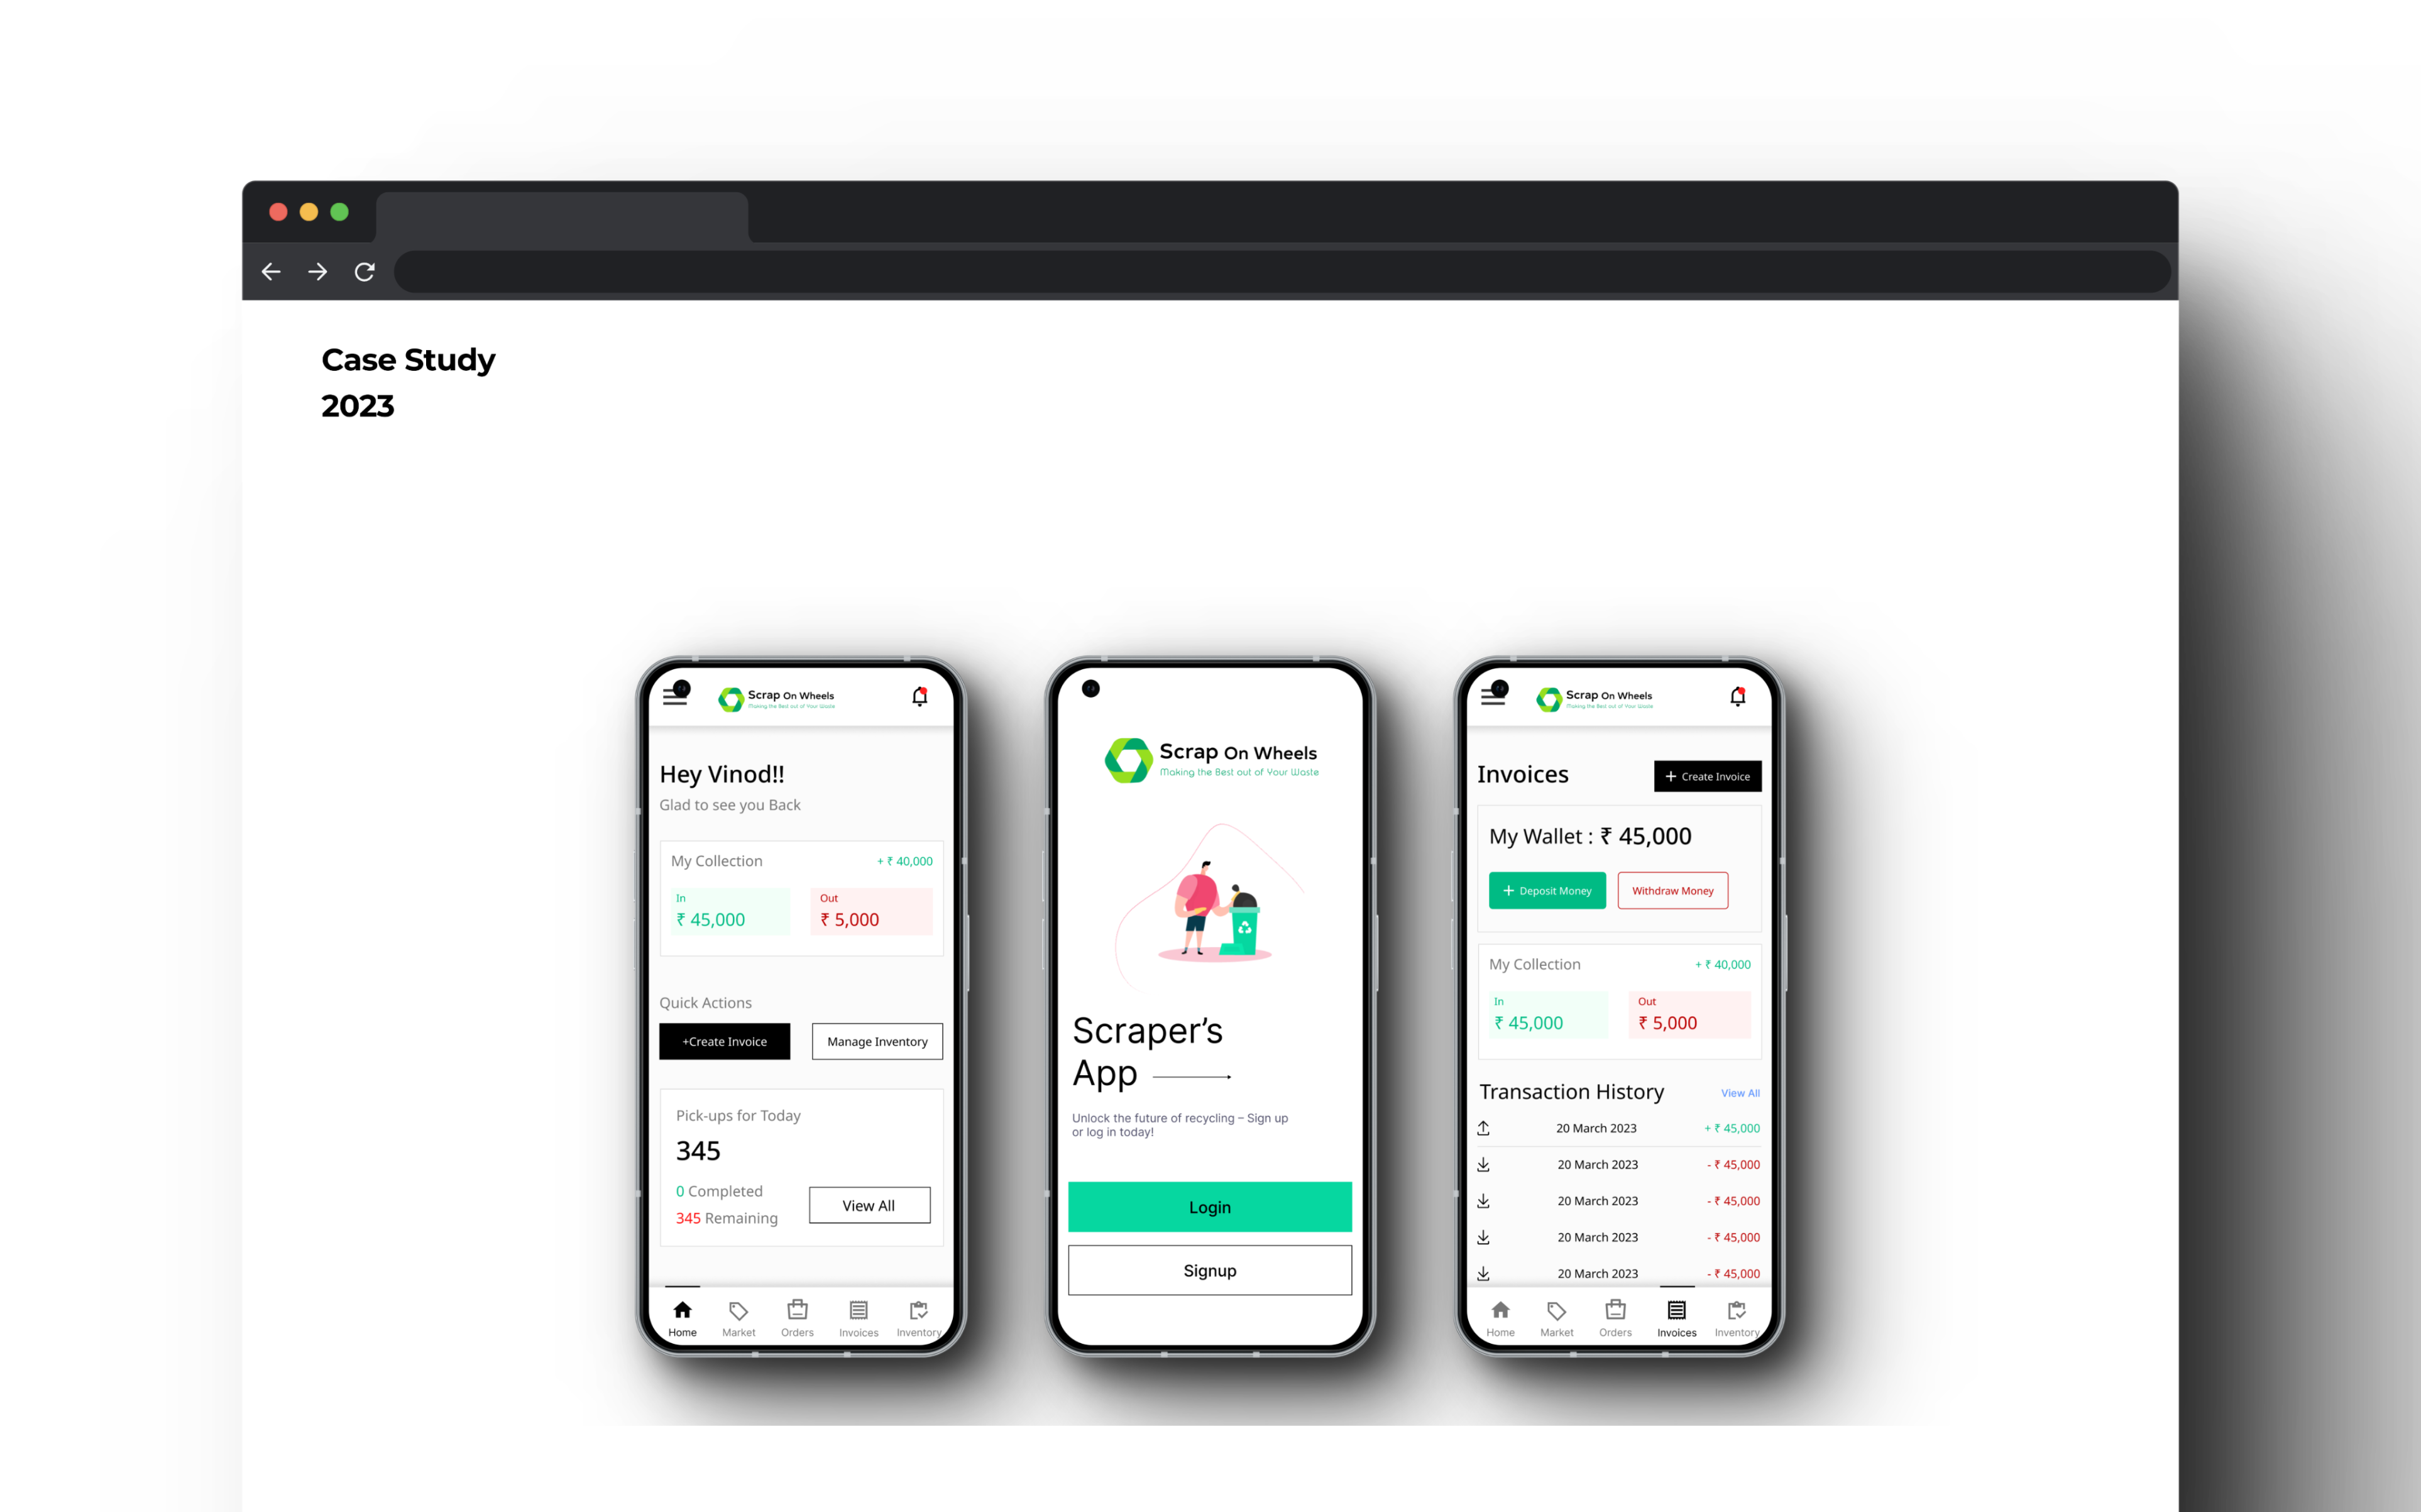 Case Study
2023
Scrap On Wheels
Making the Best out of Your Waste
Hey Vinod!!
Glad to see you Back
My Collection
+ ₹ 40,000
In
₹ 45,000
Out
₹ 5,000
Quick Actions
+Create Invoice
Manage Inventory
Pick-ups for Today
345
0 Completed
345 Remaining
View All
Home
Market
Orders
Invoices
Inventory
Scrap On Wheels
Making the Best out of Your Waste
Scraper’s
App
Unlock the future of recycling – Sign up
or log in today!
Login
Signup
Scrap On Wheels
Making the Best out of Your Waste
Invoices
+ Create Invoice
My Wallet : ₹ 45,000
+ Deposit Money
Withdraw Money
My Collection
+ ₹ 40,000
In
₹ 45,000
Out
₹ 5,000
Transaction History
View All
20 March 2023 + ₹ 45,000
20 March 2023 - ₹ 45,000
20 March 2023 - ₹ 45,000
20 March 2023 - ₹ 45,000
20 March 2023 - ₹ 45,000
Home
Market
Orders
Invoices
Inventory